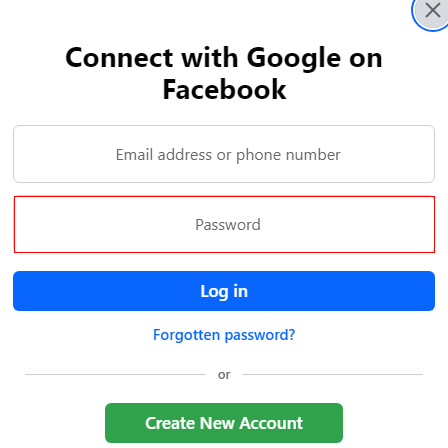 Connect with Google on
Facebook
Email address or phone number
Password
Log in
Forgotten password?
or
Create New Account